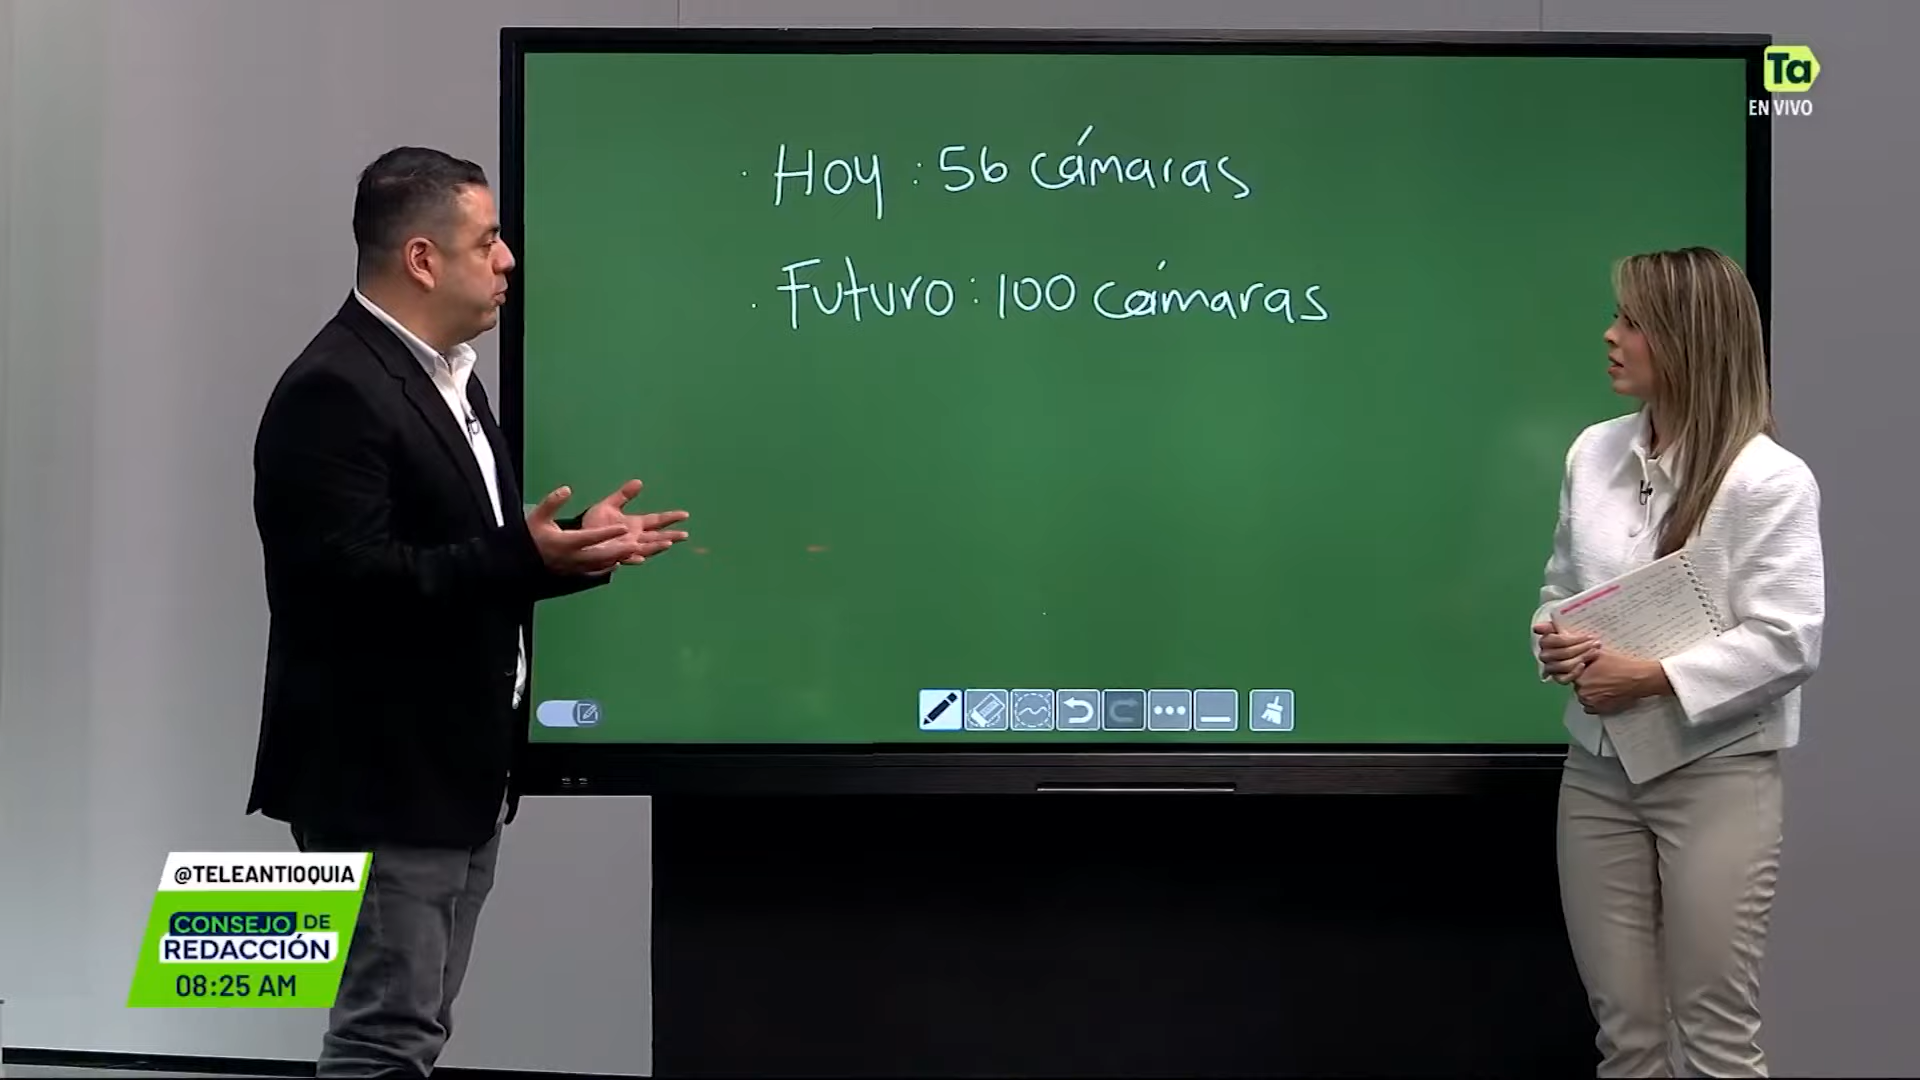 Ta
EN VIVO
· Hoy : 56 cámaras
· Futuro : 100 cámaras
@TELEANTIOQUIA
CONSEJO DE
REDACCIÓN
08:25 AM